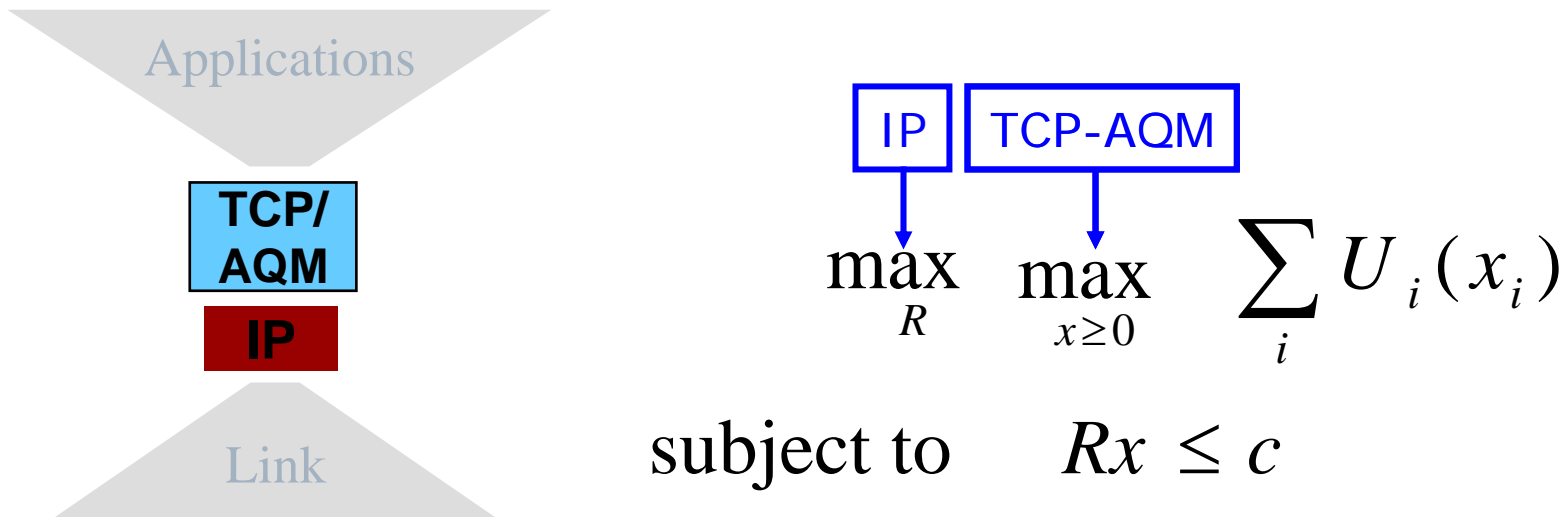 Applications
TCP/
AQM
IP
Link
IP TCP-AQM
max max ∑ U_i(x_i)
R x≥0 i
subject to Rx ≤ c